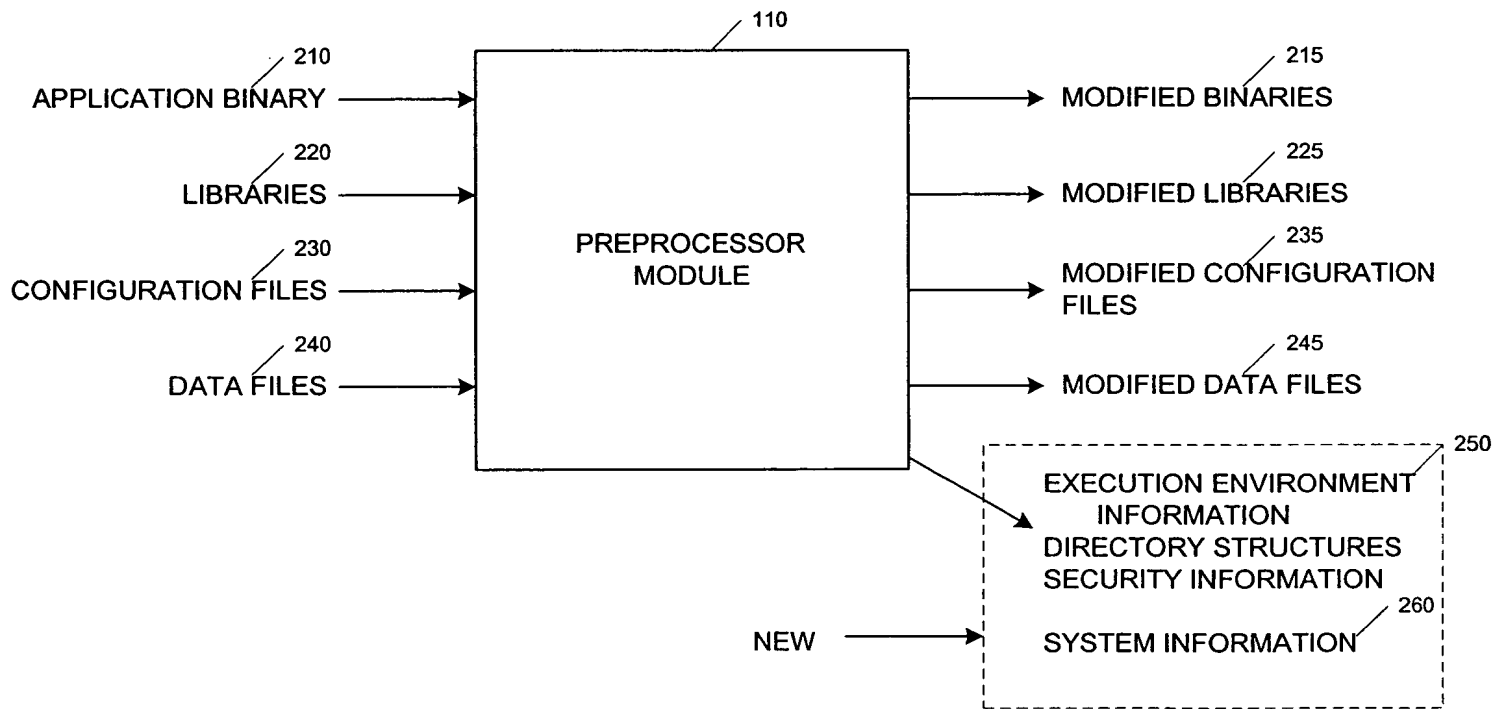 110
210
APPLICATION BINARY
215
MODIFIED BINARIES
220
LIBRARIES
225
MODIFIED LIBRARIES
PREPROCESSOR
MODULE
230
CONFIGURATION FILES
235
MODIFIED CONFIGURATION
FILES
240
DATA FILES
245
MODIFIED DATA FILES
250
EXECUTION ENVIRONMENT
INFORMATION
DIRECTORY STRUCTURES
SECURITY INFORMATION
260
NEW
SYSTEM INFORMATION